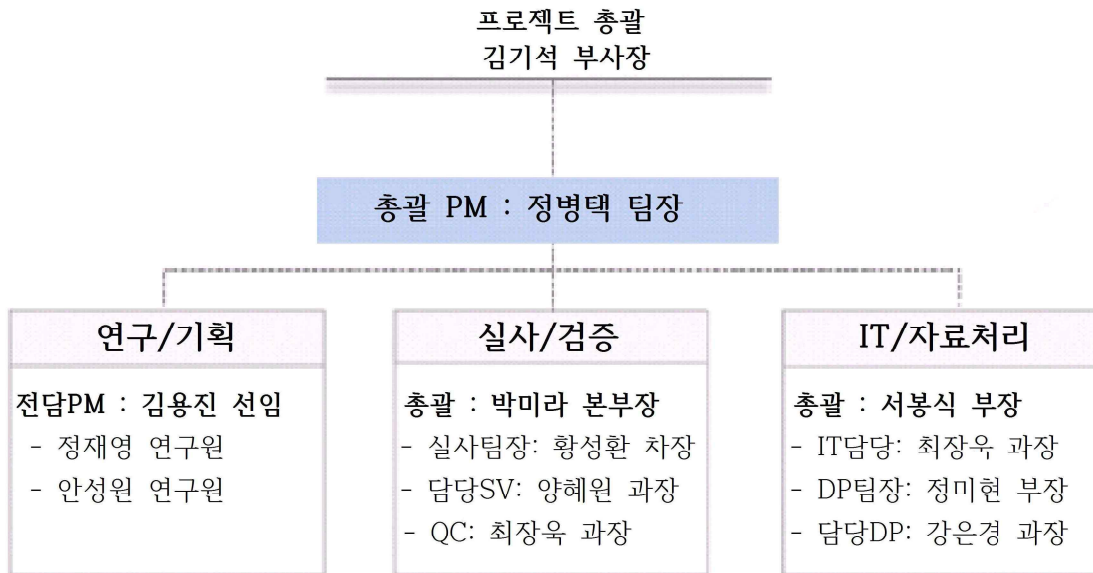 프로젝트 총괄
김기석 부사장
총괄 PM : 정병택 팀장
연구/기획
전담PM : 김용진 선임
- 정재영 연구원
- 안성원 연구원
실사/검증
총괄 : 박미라 본부장
- 실사팀장: 황성환 차장
- 담당SV: 양혜원 과장
- QC: 최장욱 과장
IT/자료처리
총괄 : 서봉식 부장
- IT담당: 최장욱 과장
- DP팀장: 정미현 부장
- 담당DP: 강은경 과장